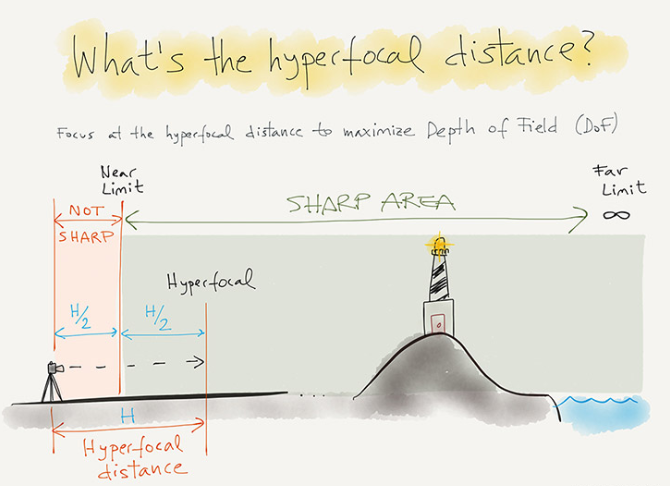 What's the hyperfocal distance?
Focus at the hyperfocal distance to maximize Depth of Field (DoF)
Near
Limit
Far
Limit
∞
NOT
SHARP
SHARP AREA
Hyperfocal
H/2
H/2
H
Hyperfocal
distance